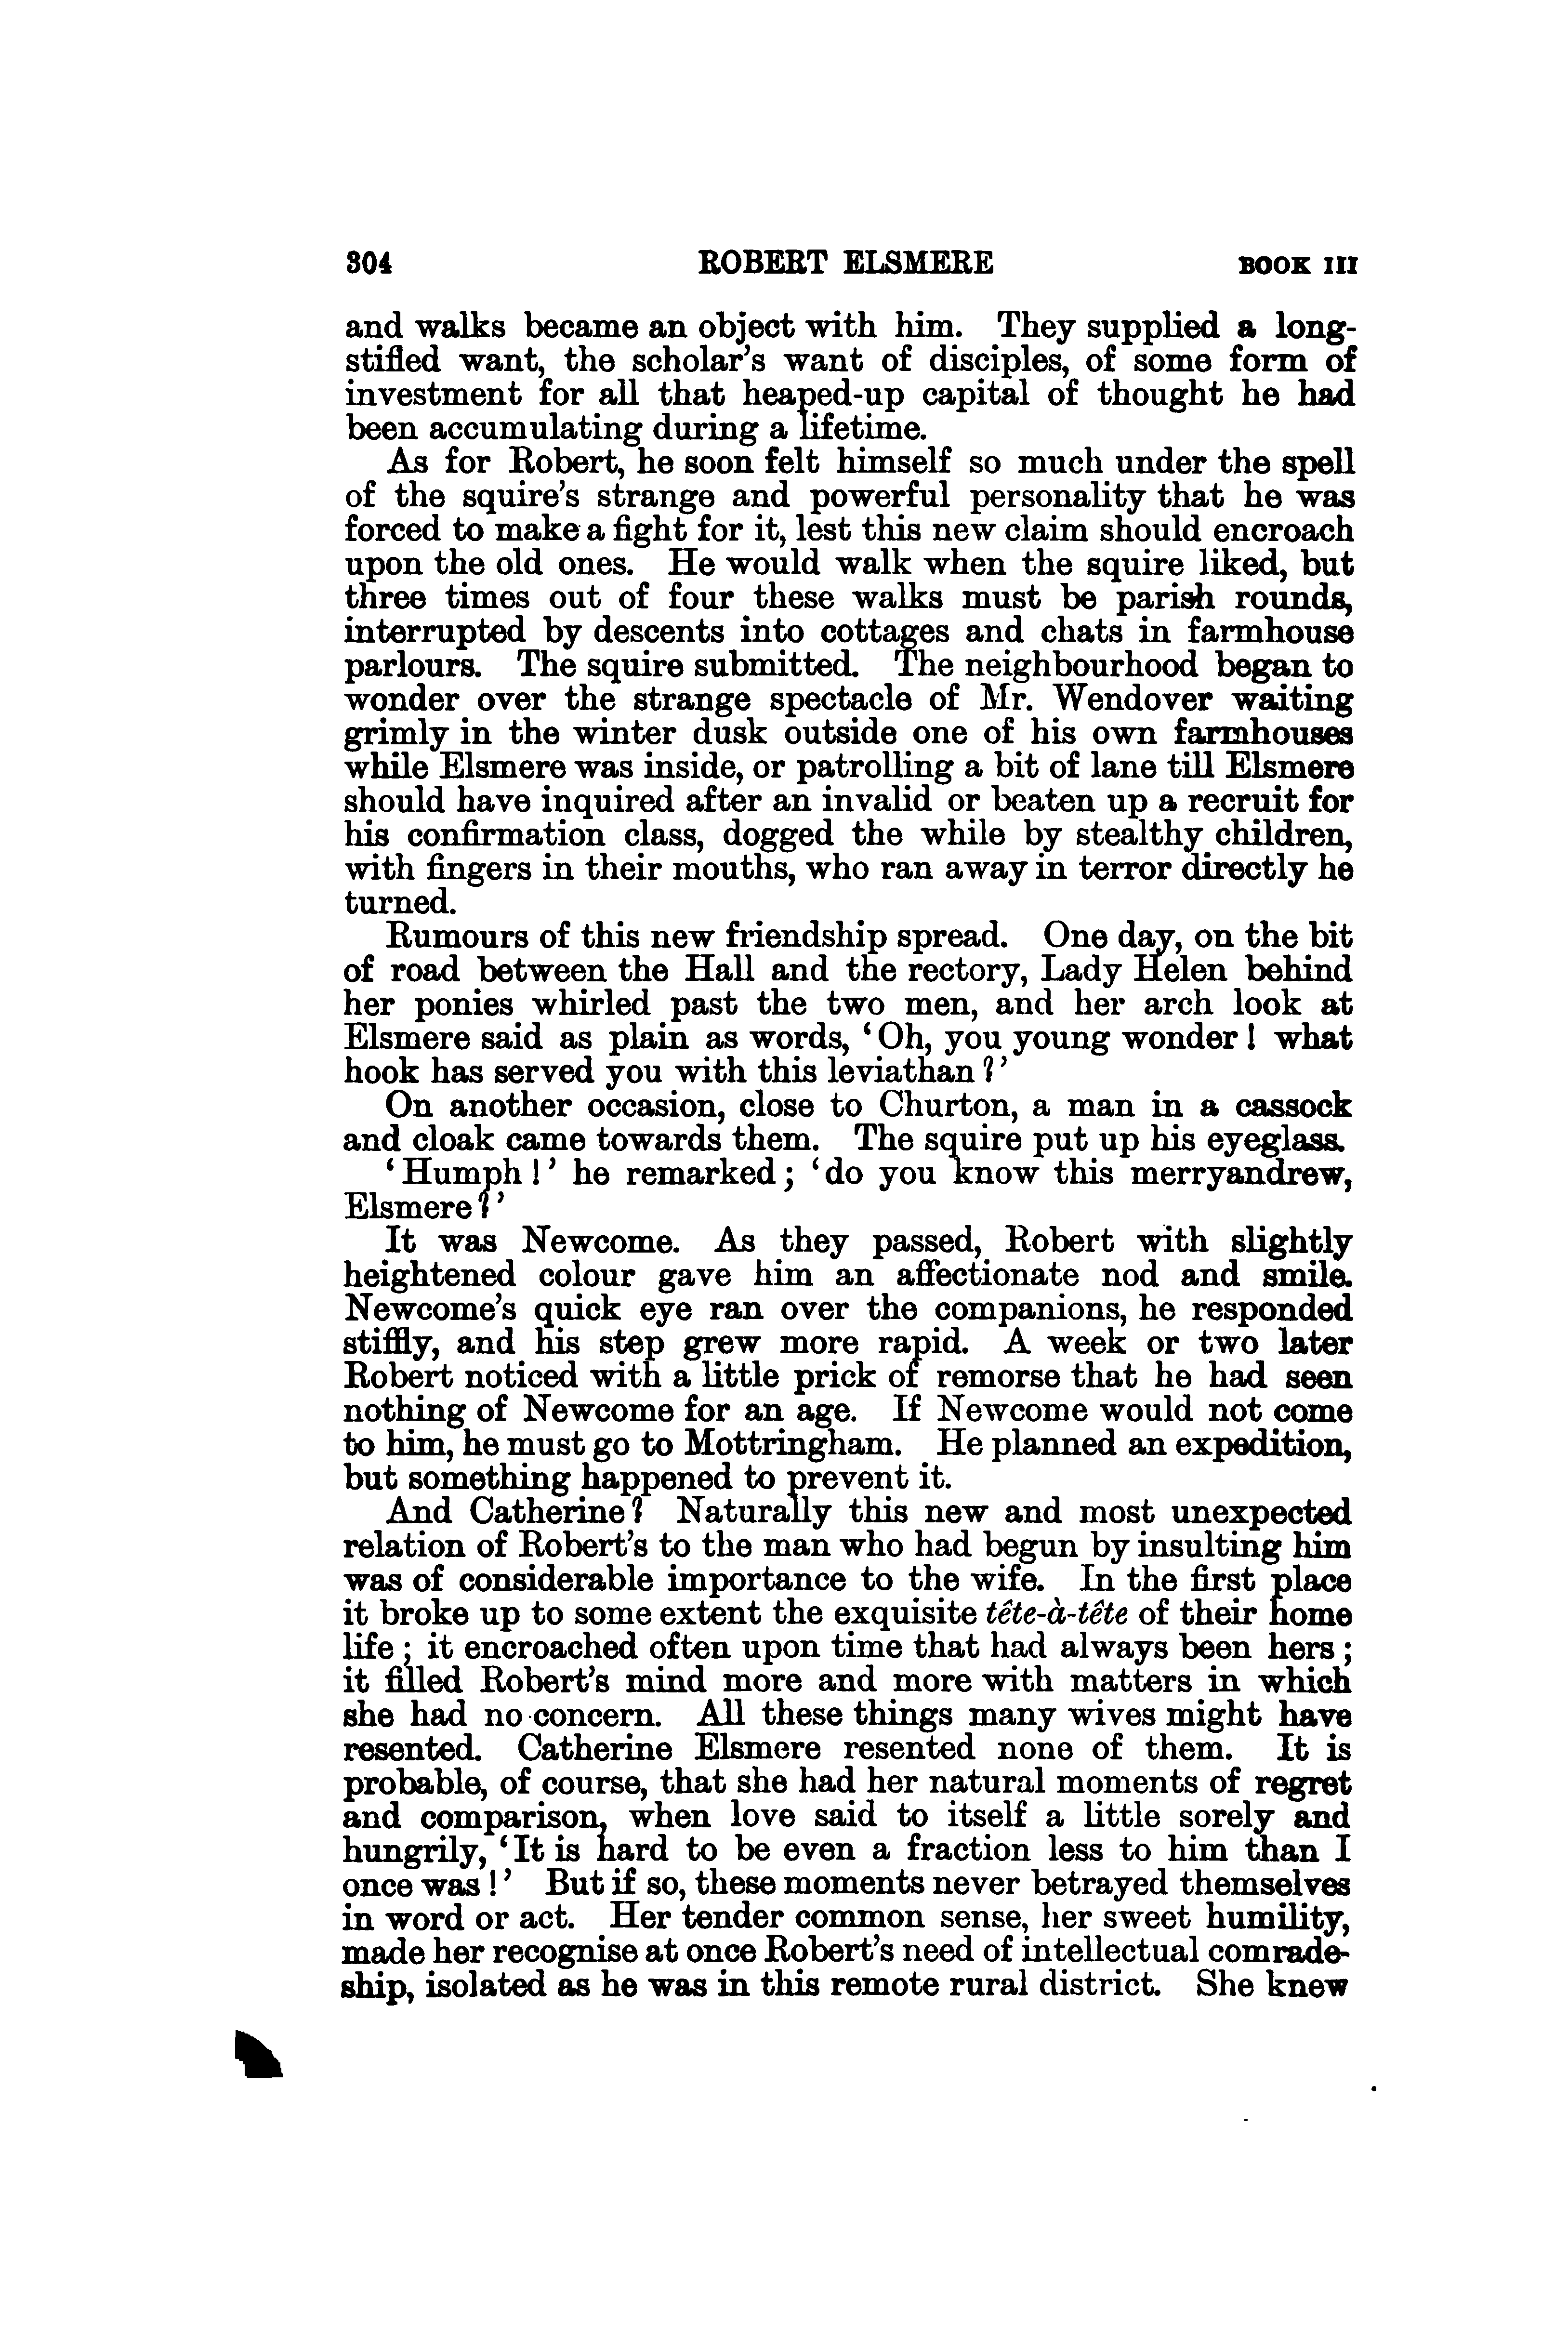 304 ROBERT ELSMERE BOOK III
and walks became an object with him. They supplied a long-
stifled want, the scholar's want of disciples, of some form of
investment for all that heaped-up capital of thought he had
been accumulating during a lifetime.
As for Robert, he soon felt himself so much under the spell
of the squire's strange and powerful personality that he was
forced to make a fight for it, lest this new claim should encroach
upon the old ones. He would walk when the squire liked, but
three times out of four these walks must be parish rounds,
interrupted by descents into cottages and chats in farmhouse
parlours. The squire submitted. The neighbourhood began to
wonder over the strange spectacle of Mr. Wendover waiting
grimly in the winter dusk outside one of his own farmhouses
while Elsmere was inside, or patrolling a bit of lane till Elsmere
should have inquired after an invalid or beaten up a recruit for
his confirmation class, dogged the while by stealthy children,
with fingers in their mouths, who ran away in terror directly he
turned.
Rumours of this new friendship spread. One day, on the bit
of road between the Hall and the rectory, Lady Helen behind
her ponies whirled past the two men, and her arch look at
Elsmere said as plain as words, ‘Oh, you young wonder! what
hook has served you with this leviathan?’
On another occasion, close to Churton, a man in a cassock
and cloak came towards them. The squire put up his eyeglass.
‘Humph!’ he remarked; ‘do you know this merryandrew,
Elsmere?’
It was Newcome. As they passed, Robert with slightly
heightened colour gave him an affectionate nod and smile.
Newcome's quick eye ran over the companions, he responded
stiffly, and his step grew more rapid. A week or two later
Robert noticed with a little prick of remorse that he had seen
nothing of Newcome for an age. If Newcome would not come
to him, he must go to Mottringham. He planned an expedition,
but something happened to prevent it.
And Catherine? Naturally this new and most unexpected
relation of Robert's to the man who had begun by insulting him
was of considerable importance to the wife. In the first place
it broke up to some extent the exquisite tête-à-tête of their home
life; it encroached often upon time that had always been hers;
it filled Robert's mind more and more with matters in which
she had no concern. All these things many wives might have
resented. Catherine Elsmere resented none of them. It is
probable, of course, that she had her natural moments of regret
and comparison, when love said to itself a little sorely and
hungrily, ‘It is hard to be even a fraction less to him than I
once was!’ But if so, these moments never betrayed themselves
in word or act. Her tender common sense, her sweet humility,
made her recognise at once Robert's need of intellectual comrade-
ship, isolated as he was in this remote rural district. She knew